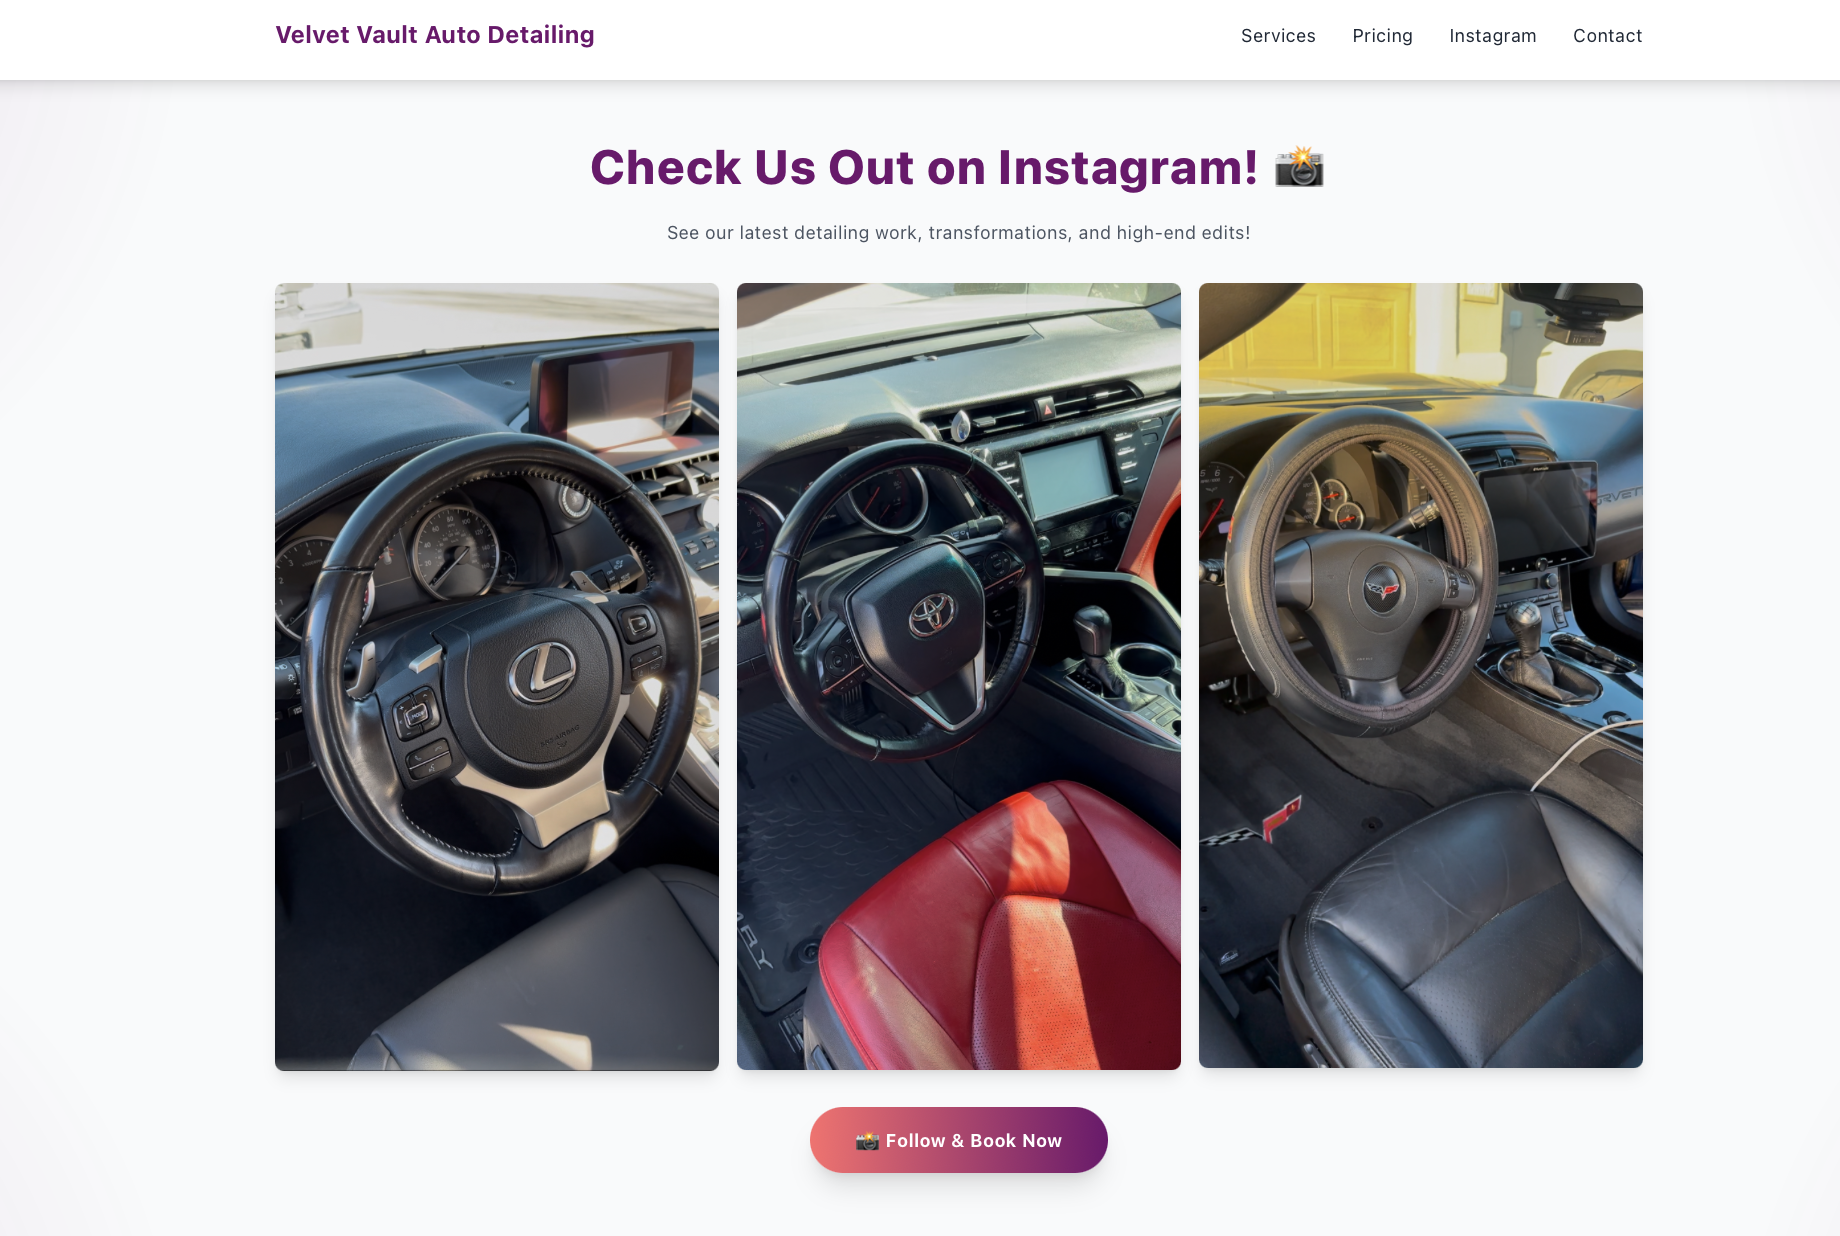 Velvet Vault Auto Detailing
Services
Pricing
Instagram
Contact
Check Us Out on Instagram! 📸
See our latest detailing work, transformations, and high-end edits!
📸 Follow & Book Now